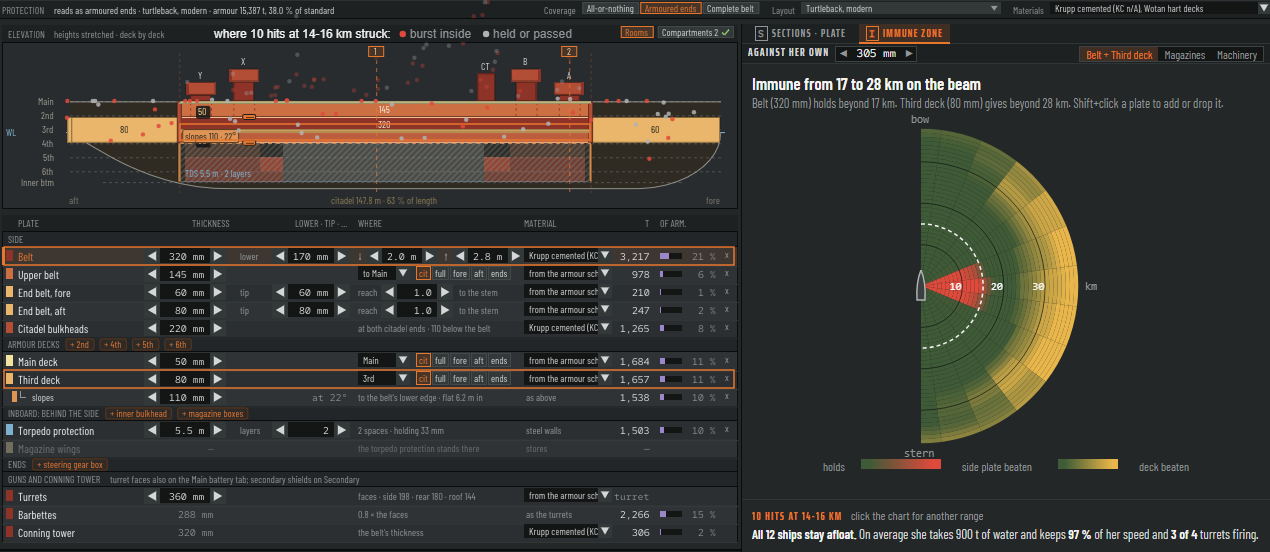 PROTECTION reads as armoured ends · turtleback, modern · armour 15,387 t, 38.0 % of standard Coverage All-or-nothing Armoured ends Complete belt Layout Turtleback, modern Materials Krupp cemented (KC n/A), Wotan hart decks
ELEVATION heights stretched · deck by deck where 10 hits at 14-16 km struck: burst inside held or passed Rooms Compartments 2 ✓
1 2
Y X CT B A
Main
2nd
3rd
4th
5th
6th
Inner btm
WL
50 145
80 320 60
slopes 110 · 22°
TDS 5.5 m · 2 layers
aft citadel 147.8 m · 63 % of length fore
PLATE THICKNESS LOWER · TIP ·... WHERE MATERIAL T OF ARM.
SIDE
Belt 320 mm lower 170 mm ↓ 2.0 m ↑ 2.8 m Krupp cemented (KC 3,217 21 % x
Upper belt 145 mm to Main cit full fore aft ends from the armour sch 978 6 % x
End belt, fore 60 mm tip 60 mm reach 1.0 to the stem from the armour sch 210 1 % x
End belt, aft 80 mm tip 80 mm reach 1.0 to the stern from the armour sch 247 2 % x
Citadel bulkheads 220 mm at both citadel ends · 110 below the belt Krupp cemented (KC 1,265 8 % x
ARMOUR DECKS + 2nd + 4th + 5th + 6th
Main deck 50 mm Main cit full fore aft ends from the armour sch 1,684 11 % x
Third deck 80 mm 3rd cit full fore aft ends from the armour sch 1,657 11 % x
slopes 110 mm at 22° to the belt's lower edge · flat 6.2 m in as above 1,538 10 % x
INBOARD: BEHIND THE SIDE + inner bulkhead + magazine boxes
Torpedo protection 5.5 m layers 2 2 spaces · holding 33 mm steel walls 1,503 10 % x
Magazine wings — the torpedo protection stands there stores —
ENDS + steering gear box
GUNS AND CONNING TOWER turret faces also on the Main battery tab; secondary shields on Secondary
Turrets 360 mm faces · side 198 · rear 180 · roof 144 from the armour sch turret
Barbettes 288 mm 0.8 × the faces as the turrets 2,266 15 %
Conning tower 320 mm the belt's thickness Krupp cemented (KC 306 2 %
S SECTIONS · PLATE I IMMUNE ZONE
AGAINST HER OWN 305 mm Belt + Third deck Magazines Machinery
Immune from 17 to 28 km on the beam
Belt (320 mm) holds beyond 17 km. Third deck (80 mm) gives beyond 28 km. Shift+click a plate to add or drop it.
bow
10 20 30 km
stern
holds side plate beaten deck beaten
10 HITS AT 14-16 KM click the chart for another range
All 12 ships stay afloat. On average she takes 900 t of water and keeps 97 % of her speed and 3 of 4 turrets firing.